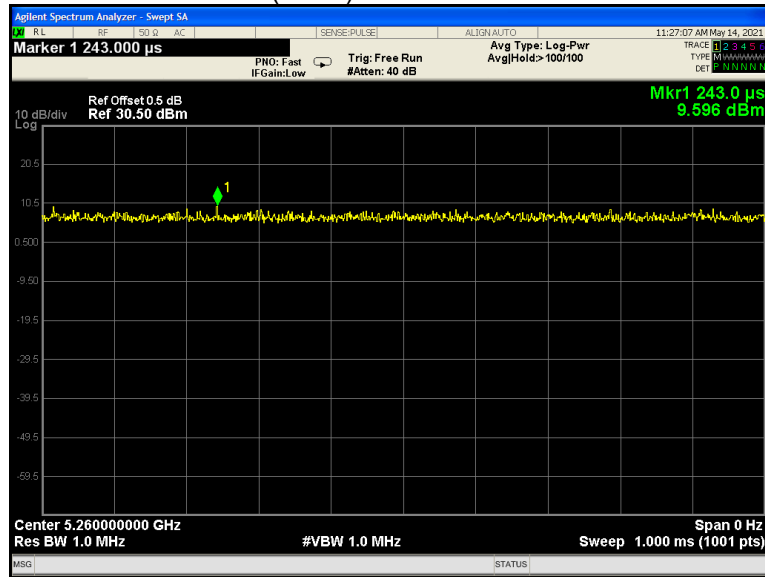 Agilent Spectrum Analyzer - Swept SA
LXI RL RF 50 Ω AC SENSE:PULSE ALIGN AUTO 11:27:07 AM May 14, 2021
Marker 1 243.000 µs
PNO: Fast Trig: Free Run Avg Type: Log-Pwr TRACE 1 2 3 4 5 6
IFGain:Low #Atten: 40 dB Avg|Hold:>100/100 TYPE M
DET P N N N N N
Mkr1 243.0 µs
9.596 dBm
Ref Offset 0.5 dB
10 dB/div Ref 30.50 dBm
Log
20.5
1
10.5
0.500
-9.50
-19.5
-29.5
-39.5
-49.5
-59.5
Center 5.260000000 GHz Span 0 Hz
Res BW 1.0 MHz #VBW 1.0 MHz Sweep 1.000 ms (1001 pts)
MSG STATUS